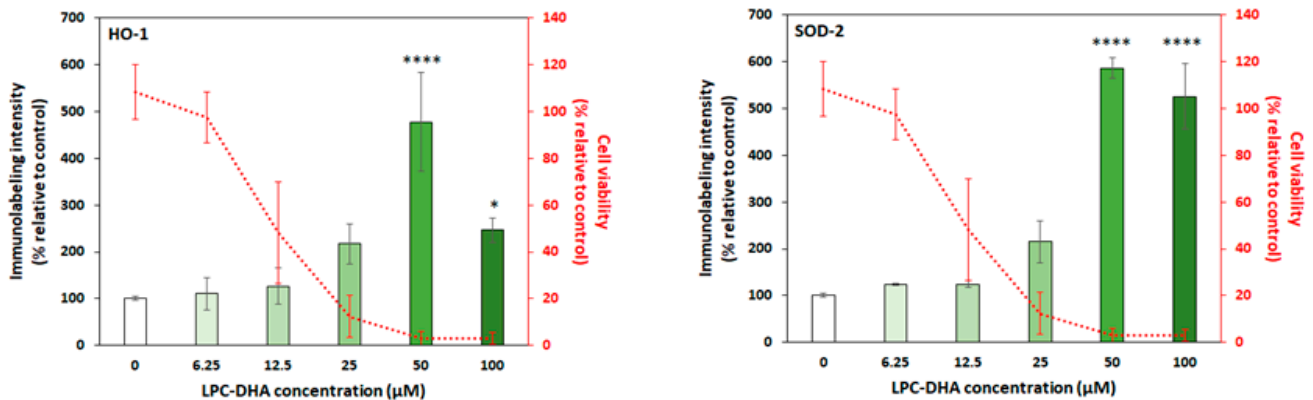 HO-1
Immunolabeling intensity
(% relative to control)
700
600
500
400
300
200
100
0
****
*
140
120
100
80
60
40
20
0
Cell viability
(% relative to control)
0 6.25 12.5 25 50 100
LPC-DHA concentration (μM)
SOD-2
Immunolabeling intensity
(% relative to control)
700
600
500
400
300
200
100
0
**** ****
140
120
100
80
60
40
20
0
Cell viability
(% relative to control)
0 6.25 12.5 25 50 100
LPC-DHA concentration (μM)